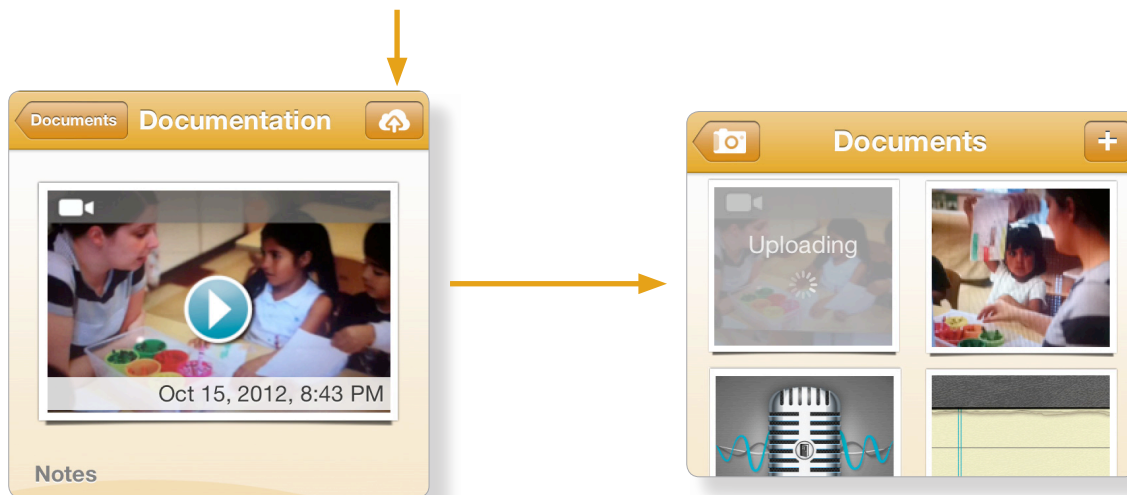 Documents
Documentation
Oct 15, 2012, 8:43 PM
Notes
Documents
Uploading